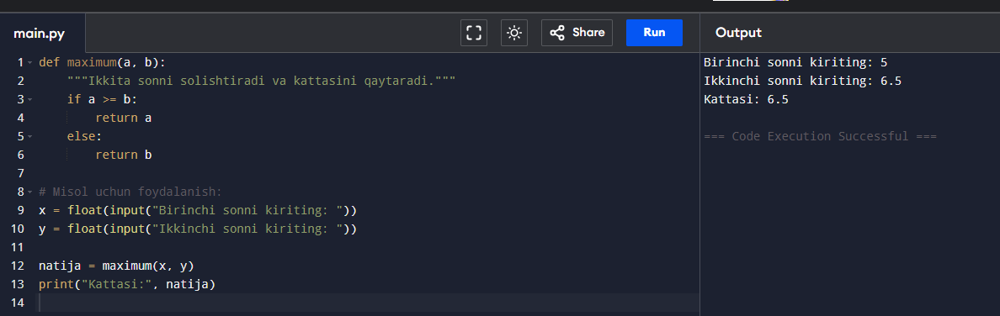 main.py
Share
Run
Output
1 def maximum(a, b):
2     """Ikkita sonni solishtiradi va kattasini qaytaradi."""
3     if a >= b:
4         return a
5     else:
6         return b
7
8 # Misol uchun foydalanish:
9 x = float(input("Birinchi sonni kiriting: "))
10 y = float(input("Ikkinchi sonni kiriting: "))
11
12 natija = maximum(x, y)
13 print("Kattasi:", natija)
14
Birinchi sonni kiriting: 5
Ikkinchi sonni kiriting: 6.5
Kattasi: 6.5
=== Code Execution Successful ===